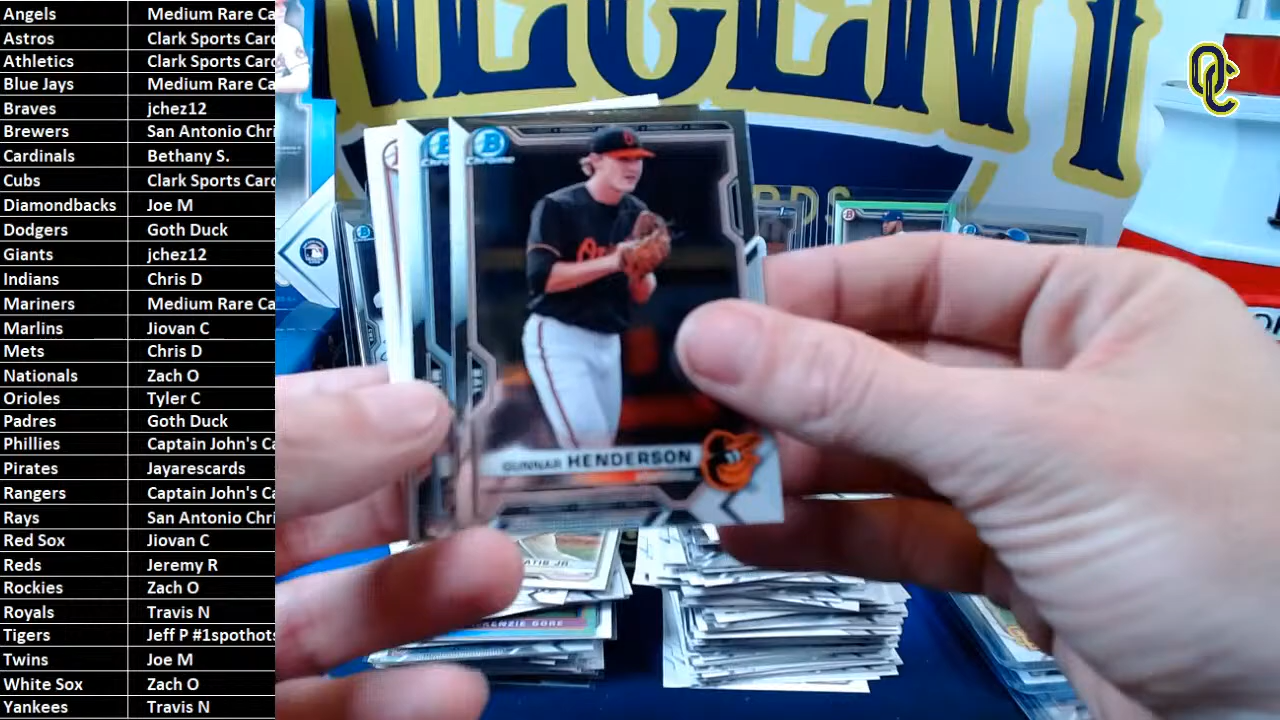 Angels Medium Rare Ca
Astros Clark Sports Card
Athletics Clark Sports Card
Blue Jays Medium Rare Ca
Braves jchez12
Brewers San Antonio Chri
Cardinals Bethany S.
Cubs Clark Sports Card
Diamondbacks Joe M
Dodgers Goth Duck
Giants jchez12
Indians Chris D
Mariners Medium Rare Ca
Marlins Jiovan C
Mets Chris D
Nationals Zach O
Orioles Tyler C
Padres Goth Duck
Phillies Captain John's Ca
Pirates Jayarescards
Rangers Captain John's Ca
Rays San Antonio Chri
Red Sox Jiovan C
Reds Jeremy R
Rockies Zach O
Royals Travis N
Tigers Jeff P #1spothots
Twins Joe M
White Sox Zach O
Yankees Travis N
OC
Chrome
GUNNAR HENDERSON
ATIS JR.
KENZIE GORE